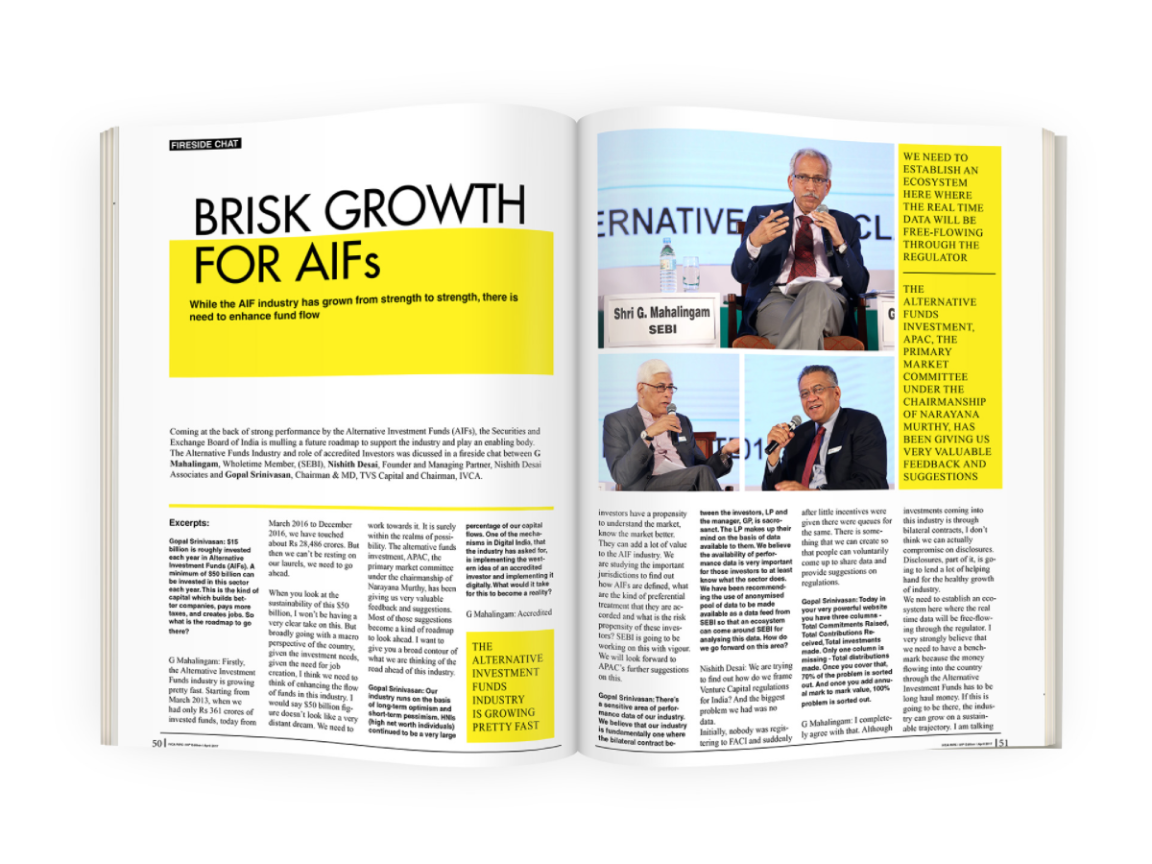 FIRESIDE CHAT
BRISK GROWTH
FOR AIFs
While the AIF industry has grown from strength to strength, there is
need to enhance fund flow
Coming at the back of strong performance by the Alternative Investment Funds (AIFs), the Securities and
Exchange Board of India is mulling a future roadmap to support the industry and play an enabling body.
The Alternative Funds Industry and role of accredited Investors was dicussed in a fireside chat between G
Mahalingam, Wholetime Member, (SEBI), Nishith Desai, Founder and Managing Partner, Nishith Desai
Associates and Gopal Srinivasan, Chairman & MD, TVS Capital and Chairman, IVCA.
Excerpts:
Gopal Srinivasan: $15
billion is roughly invested
each year in Alternative
Investment Funds (AIFs). A
minimum of $50 billion can
be invested in this sector
each year. This is the kind of
capital which builds bet-
ter companies, pays more
taxes, and creates jobs. So
what is the roadmap to go
there?
G Mahalingam: Firstly,
the Alternative Investment
Funds industry is growing
pretty fast. Starting from
March 2013, when we
had only Rs 361 crores of
invested funds, today from
March 2016 to December
2016, we have touched
about Rs 28,486 crores. But
then we can't be resting on
our laurels, we need to go
ahead.
When you look at the
sustainability of this $50
billion, I won't be having a
very clear take on this. But
broadly going with a macro
perspective of the country,
given the investment needs,
given the need for job
creation, I think we need to
think of enhancing the flow
of funds in this industry. I
would say $50 billion fig-
ure doesn't look like a very
distant dream. We need to
work towards it. It is surely
within the realms of possi-
bility. The alternative funds
investment, APAC, the
primary market committee
under the chairmanship of
Narayana Murthy, has been
giving us very valuable
feedback and suggestions.
Most of those suggestions
become a kind of roadmap
to look ahead. I want to
give you a broad contour of
what we are thinking of the
road ahead of this industry.
Gopal Srinivasan: Our
industry runs on the basis
of long-term optimism and
short-term pessimism. HNIs
(high worth individuals)
continued to be a very large
percentage of our capital
flows. One of the mecha-
nisms in Digital India, that
the industry has asked for,
is implementing the west-
ern idea of an accredited
investor and implementing it
digitally. What would it take
for this to become a reality?
G Mahalingam: Accredited
THE
ALTERNATIVE
INVESTMENT
FUNDS
INDUSTRY
IS GROWING
PRETTY FAST
50
ERNATIVE
CL
Shri G. Mahalingam
SEBI
G
WE NEED TO
ESTABLISH AN
ECOSYSTEM
HERE WHERE
THE REAL TIME
DATA WILL BE
FREE-FLOWING
THROUGH THE
REGULATOR
THE
ALTERNATIVE
FUNDS
INVESTMENT,
APAC, THE
PRIMARY
MARKET
COMMITTEE
UNDER THE
CHAIRMANSHIP
OF NARAYANA
MURTHY, HAS
BEEN GIVING US
VERY VALUABLE
FEEDBACK AND
SUGGESTIONS
investors have a propensity
to understand the market,
know the market better.
They can add a lot of value
to the AIF industry. We
are studying the important
jurisdictions to find out
how AIFs are defined, what
are the kind of preferential
treatment that they are ac-
corded and what is the risk
propensity of these inves-
tors? SEBI is going to be
working on this with vigour.
We will look forward to
APAC's further suggestions
on this.
Gopal Srinivasan: There's
a sensitive area of perfor-
mance data of our industry.
We believe that our industry
is fundamentally one where
the bilateral contract be-
tween the investors, LP and
the manager, GP, is sacro-
sanct. The LP makes up their
mind on the basis of data
available to them. We believe
the availability of perfor-
mance data is very important
for those investors to at least
know what the sector does.
We have been recommend-
ing the use of anonymised
pool of data to be made
available as a data feed from
SEBI so that an ecosystem
can come around SEBI for
analysing this data. How do
we go forward on this area?
Nishith Desai: We are trying
to find out how do we frame
Venture Capital regulations
for India? And the biggest
problem we had was no
data.
Initially, nobody was regis-
tering to FACI and suddenly
after little incentives were
given there were queues for
the same. There is some-
thing that we can create so
that people can voluntarily
come up to share data and
provide suggestions on
regulations.
Gopal Srinivasan: Today in
your very powerful website
you have three columns -
Total Commitments Raised,
Total Contributions Re-
ceived, Total investments
made. Only one column is
missing - Total distributions
made. Once you cover that,
70% of the problem is sorted
out. And once you add annu-
al mark to mark value, 100%
problem is sorted out.
G Mahalingam: I complete-
ly agree with that. Although
investments coming into
this industry is through
bilateral contracts, I don't
think we can actually
compromise on disclosures.
Disclosures, part of it, is go-
ing to lend a lot of helping
hand for the healthy growth
of industry.
We need to establish an eco-
system here where the real
time data will be free-flow-
ing through the regulator. I
very strongly believe that
we need to have a bench-
mark because the money
flowing into the country
through the Alternative
Investment Funds has to be
long haul money. If this is
going to be there, the indus-
try can grow on a sustain-
able trajectory. I am talking
51